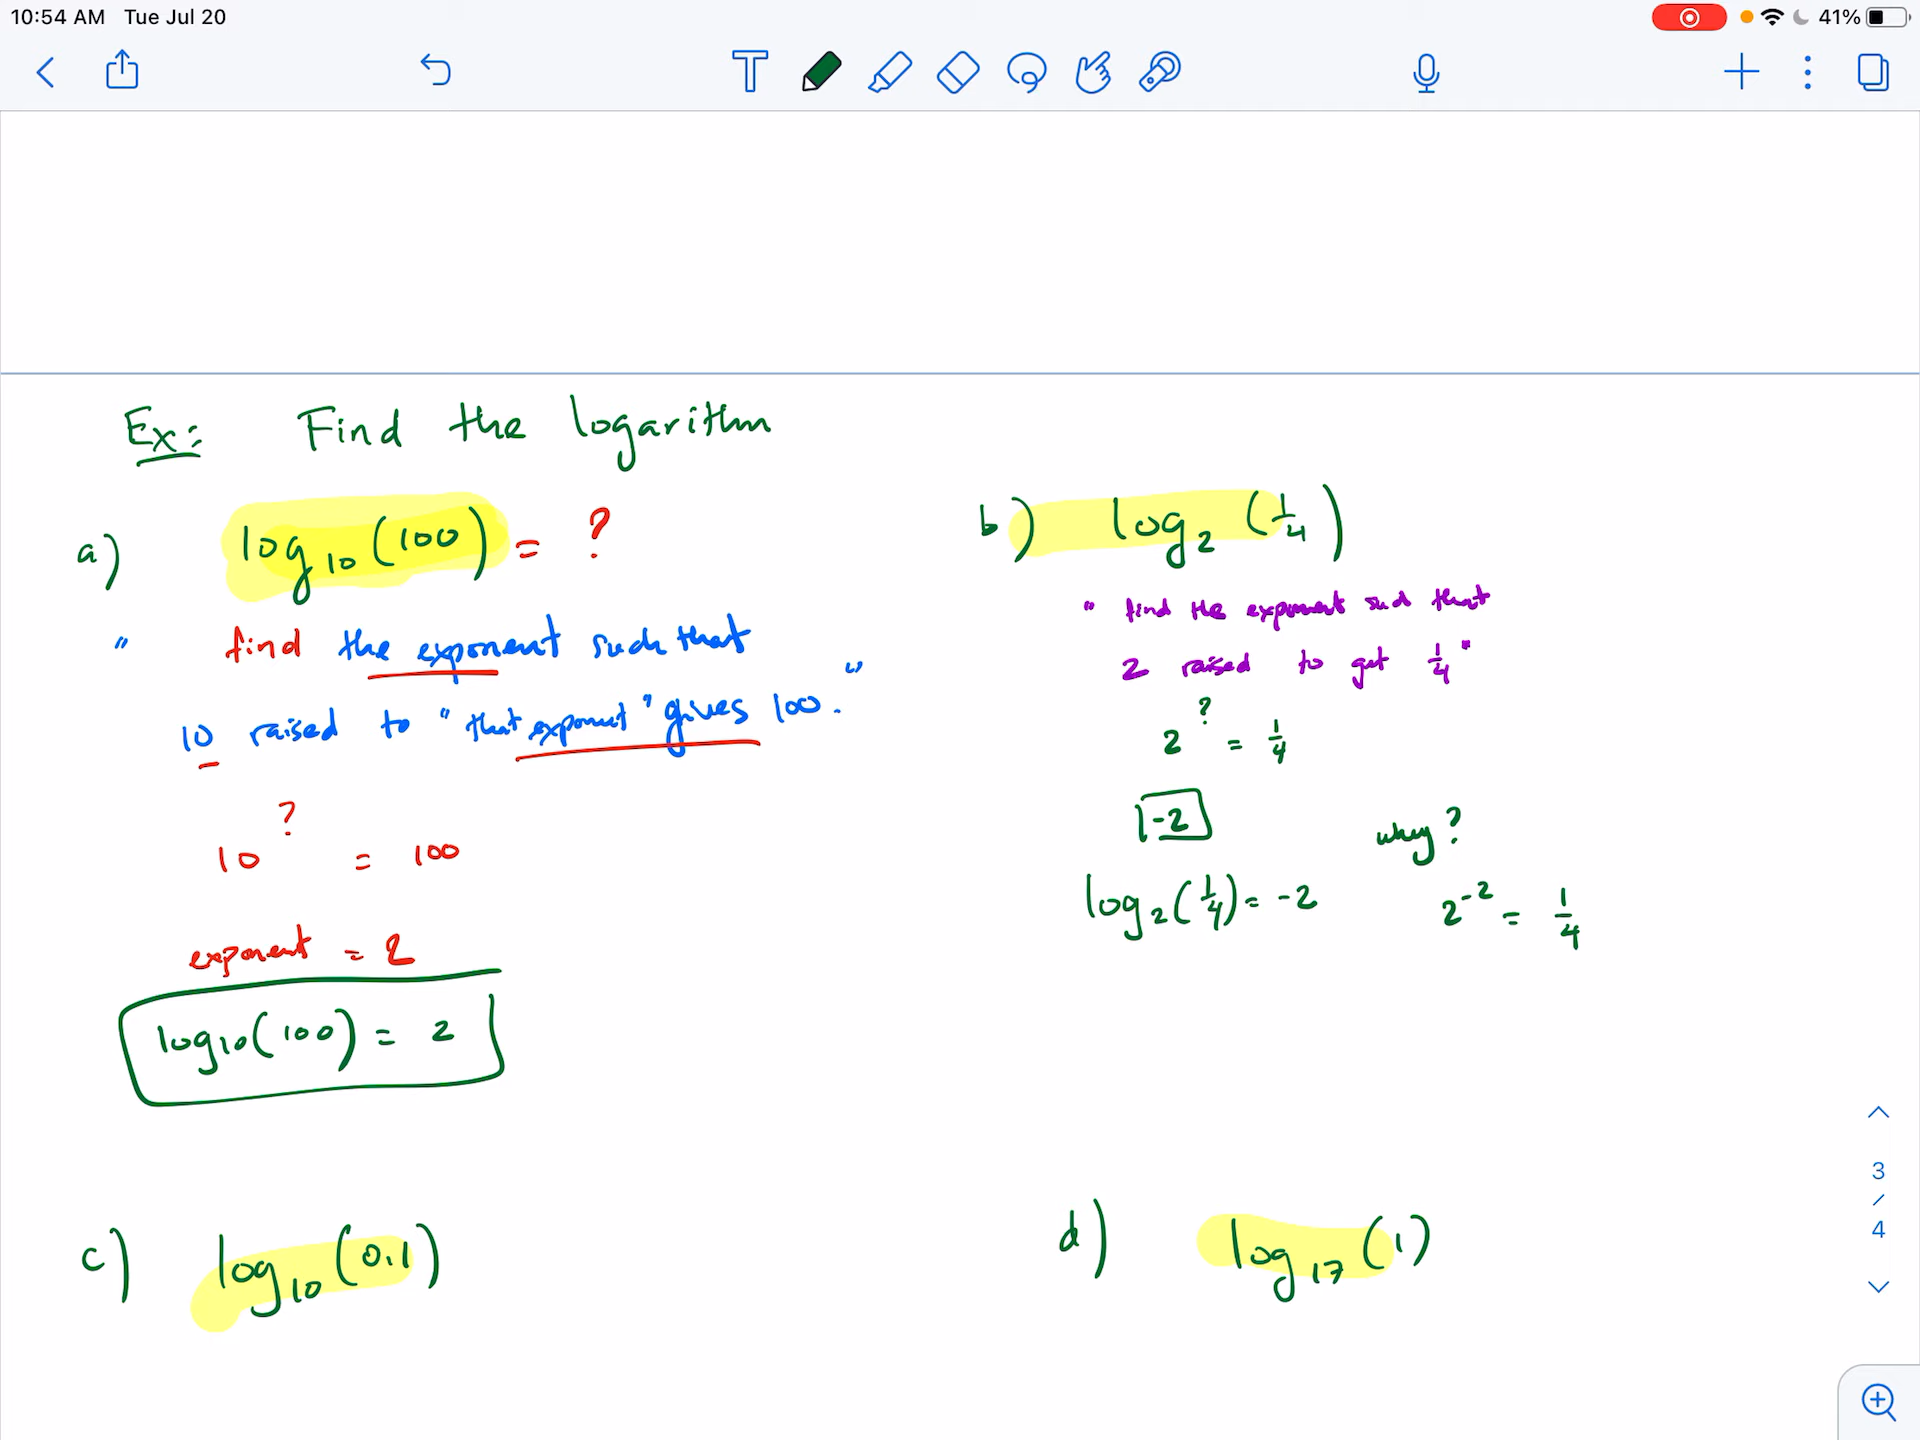 10:54 AM Tue Jul 20
41%
Ex: Find the logarithm
a) log₁₀(100) = ?
" find the exponent such that
10 raised to "that exponent" gives 100. "
10^? = 100
exponent = 2
log₁₀(100) = 2
b) log₂(1/4)
" find the exponent such that
2 raised to get 1/4 "
2^? = 1/4
-2
why?
log₂(1/4) = -2
2⁻² = 1/4
c) log₁₀(0.1)
d) log₁₇(1)
3
/
4